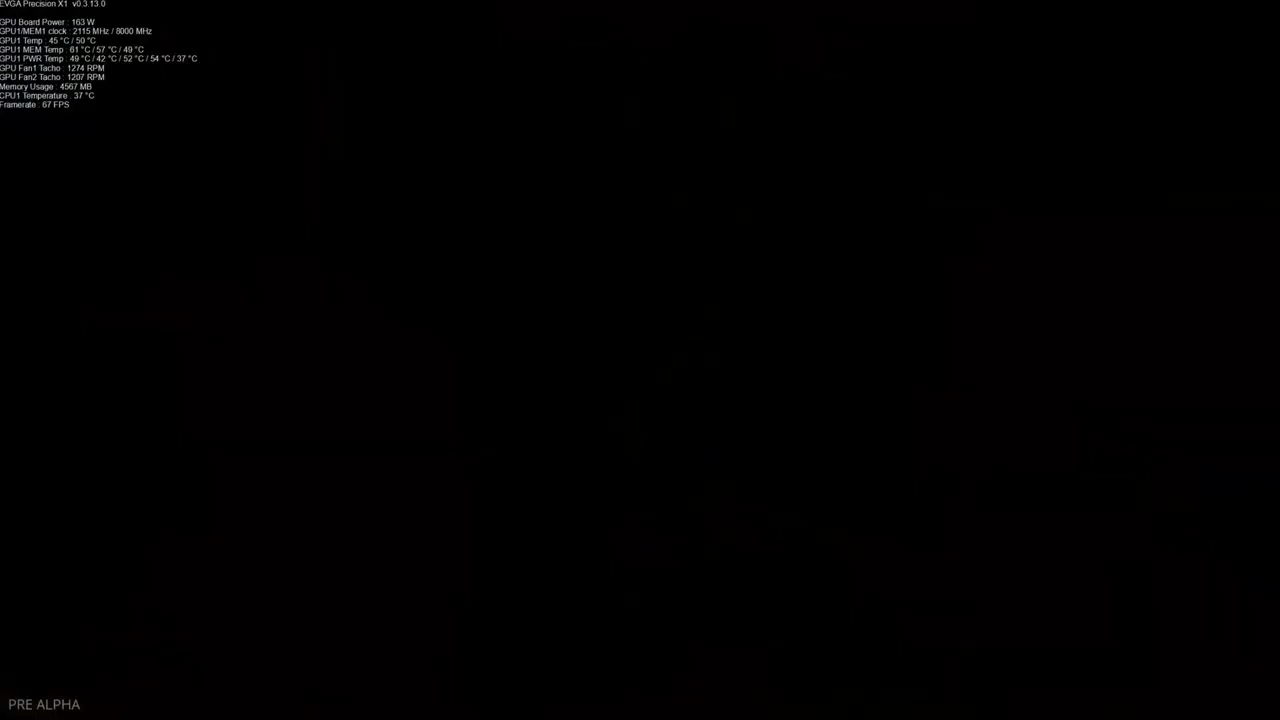 EVGA Precision X1 v0.3.13.0
GPU Board Power : 163 W
GPU1/MEM1 clock : 2115 MHz / 8000 MHz
GPU1 Temp : 45 °C / 50 °C
GPU1 MEM Temp : 61 °C / 57 °C / 49 °C
GPU1 PWR Temp : 49 °C / 42 °C / 52 °C / 54 °C / 37 °C
GPU Fan1 Tacho : 1274 RPM
GPU Fan2 Tacho : 1207 RPM
Memory Usage : 4567 MB
CPU1 Temperature : 37 °C
Framerate : 67 FPS
PRE ALPHA